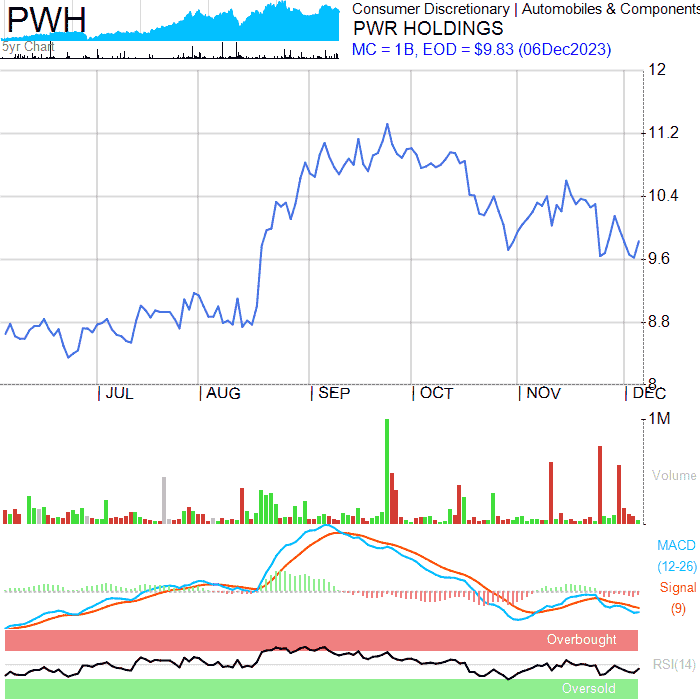 PWH
5yr Chart
Consumer Discretionary | Automobiles & Components
PWR HOLDINGS
MC = 1B, EOD = $9.83 (06Dec2023)
12
11.2
10.4
9.6
8.8
8
JUL AUG SEP OCT NOV DEC
1M
Volume
MACD
(12-26)
Signal
(9)
Overbought
RSI(14)
Oversold